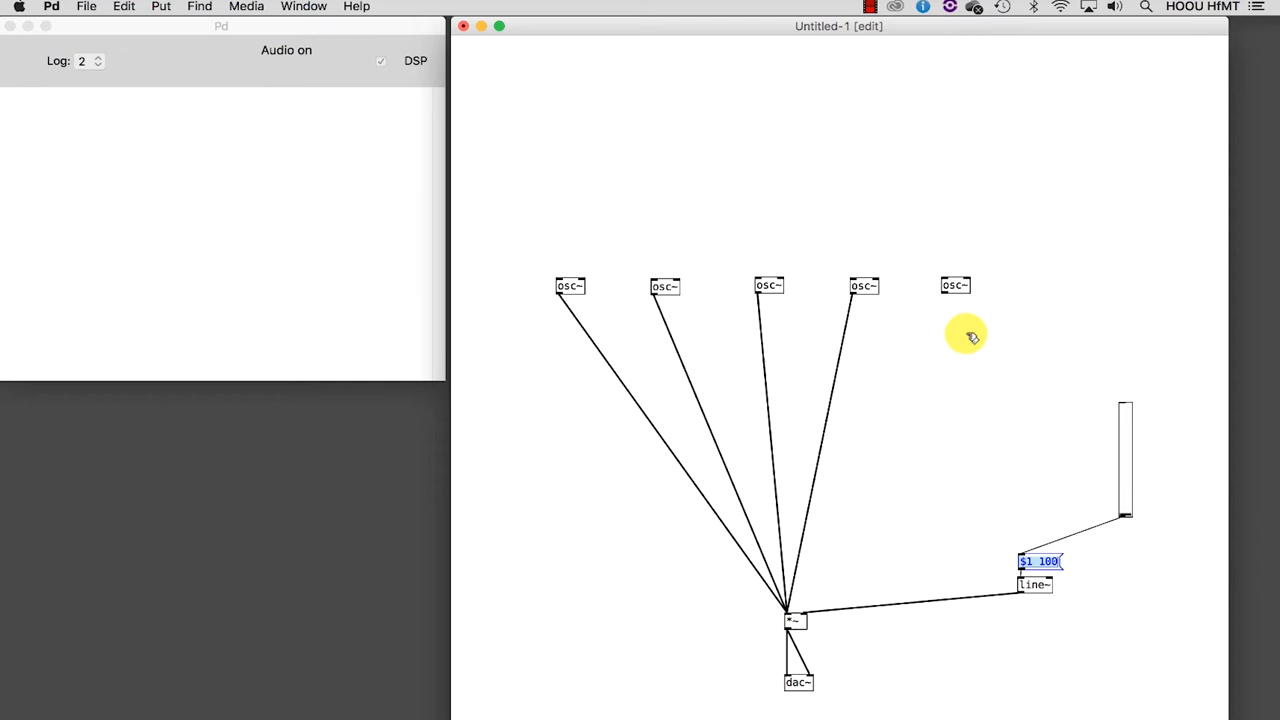 Pd File Edit Put Find Media Window Help HOOU HfMT
Pd
Untitled-1 [edit]
Audio on
Log: 2 DSP
osc~ osc~ osc~ osc~ osc~
$1 100
line~
*~
dac~